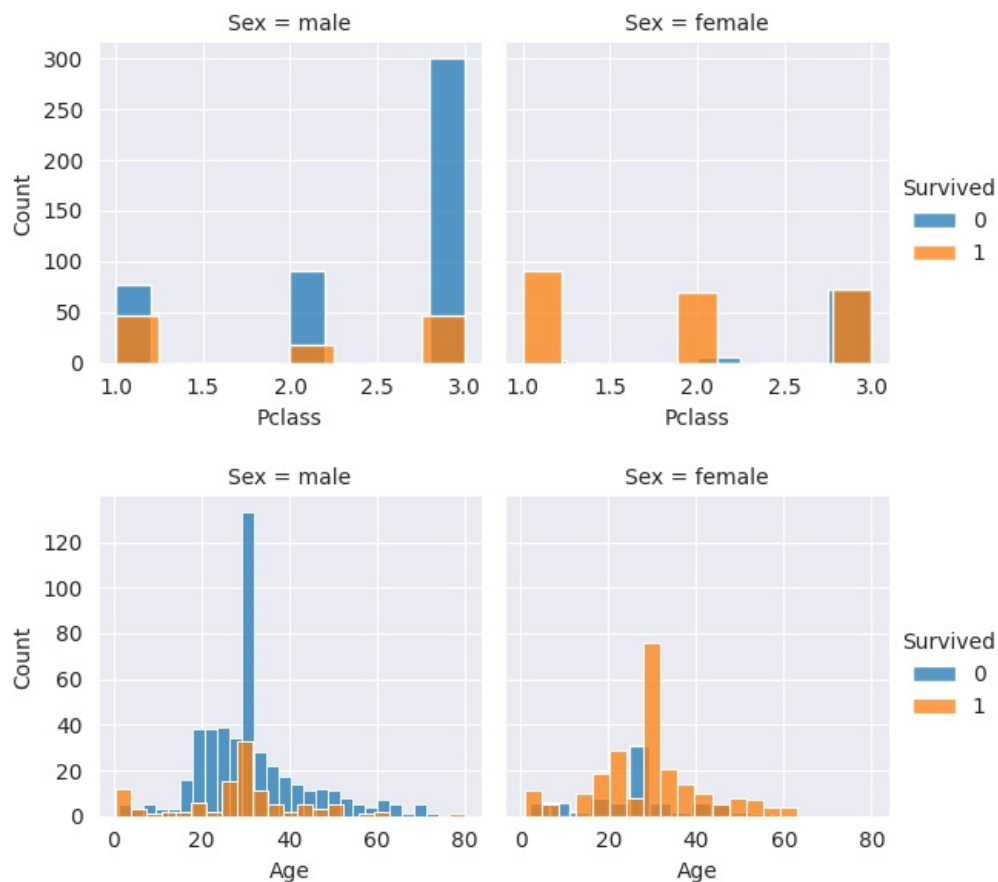 Sex = male
Sex = female
300
250
200
150
100
50
0
Count
1.0 1.5 2.0 2.5 3.0
1.0 1.5 2.0 2.5 3.0
Pclass
Pclass
Survived
0
1
Sex = male
Sex = female
120
100
80
60
40
20
0
Count
0 20 40 60 80
0 20 40 60 80
Age
Age
Survived
0
1